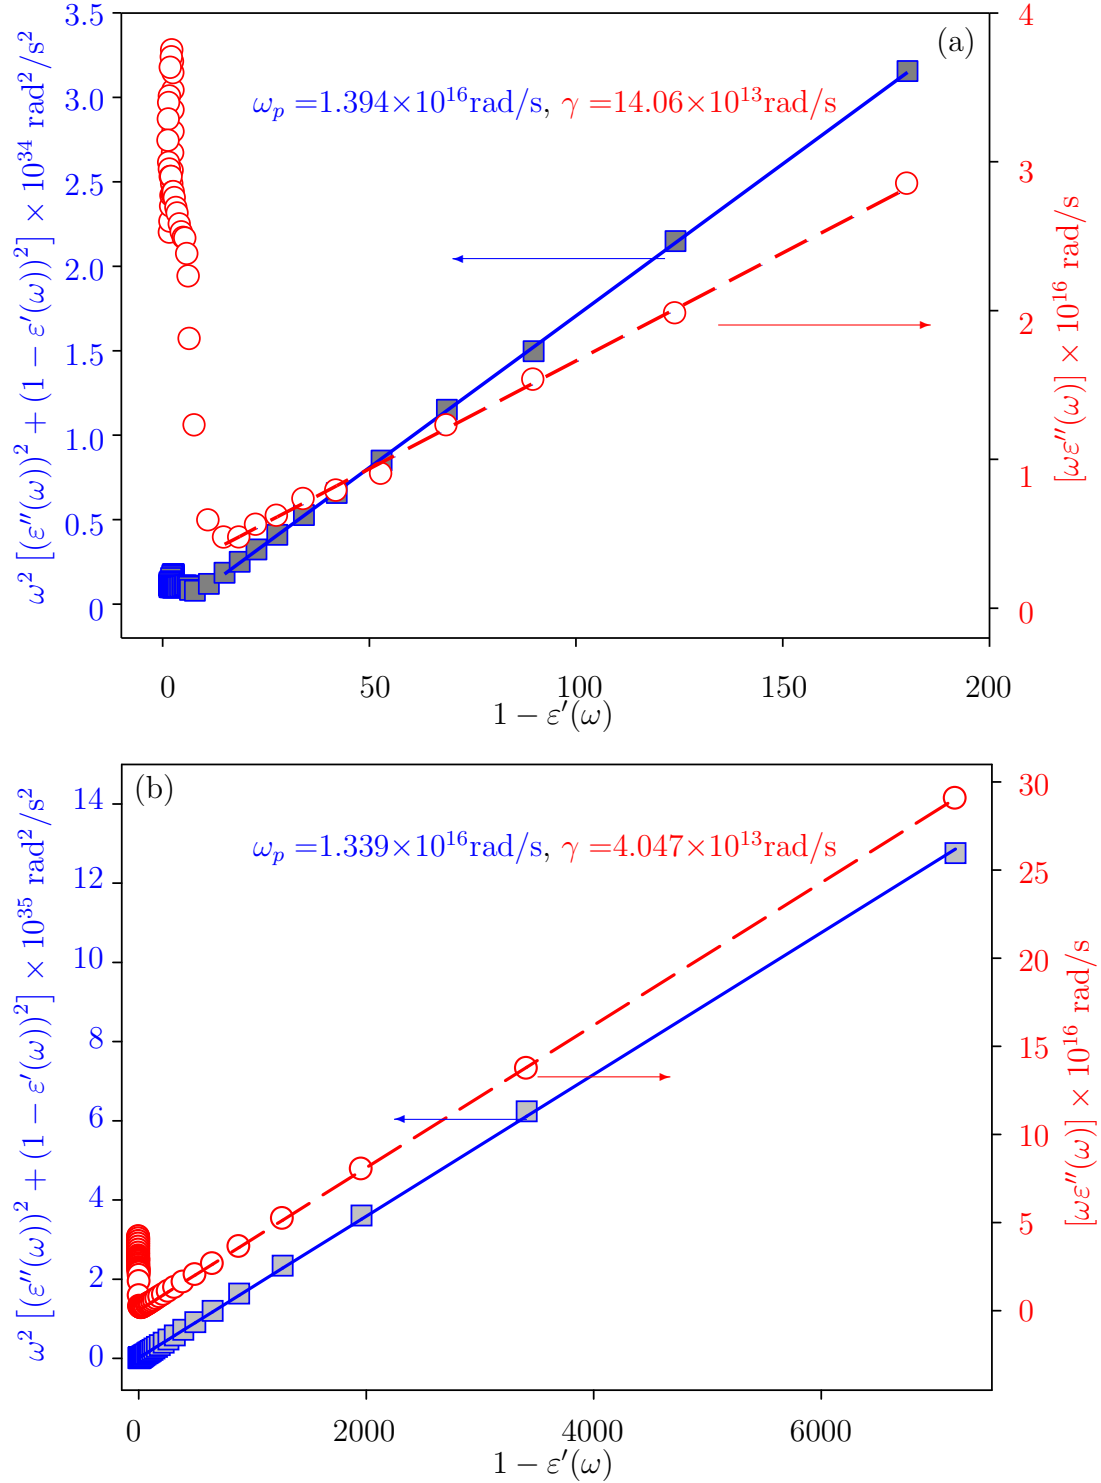 (a)
ω_p =1.394×10^16 rad/s, γ =14.06×10^13 rad/s
ω^2 [(ε''(ω))^2 + (1 − ε'(ω))^2] × 10^34 rad^2/s^2
3.5
3.0
2.5
2.0
1.5
1.0
0.5
0
4
3
2
1
0
[ωε''(ω)] × 10^16 rad/s
0 50 100 150 200
1 − ε'(ω)
(b)
ω_p =1.339×10^16 rad/s, γ =4.047×10^13 rad/s
ω^2 [(ε''(ω))^2 + (1 − ε'(ω))^2] × 10^35 rad^2/s^2
14
12
10
8
6
4
2
0
30
25
20
15
10
5
0
[ωε''(ω)] × 10^16 rad/s
0 2000 4000 6000
1 − ε'(ω)